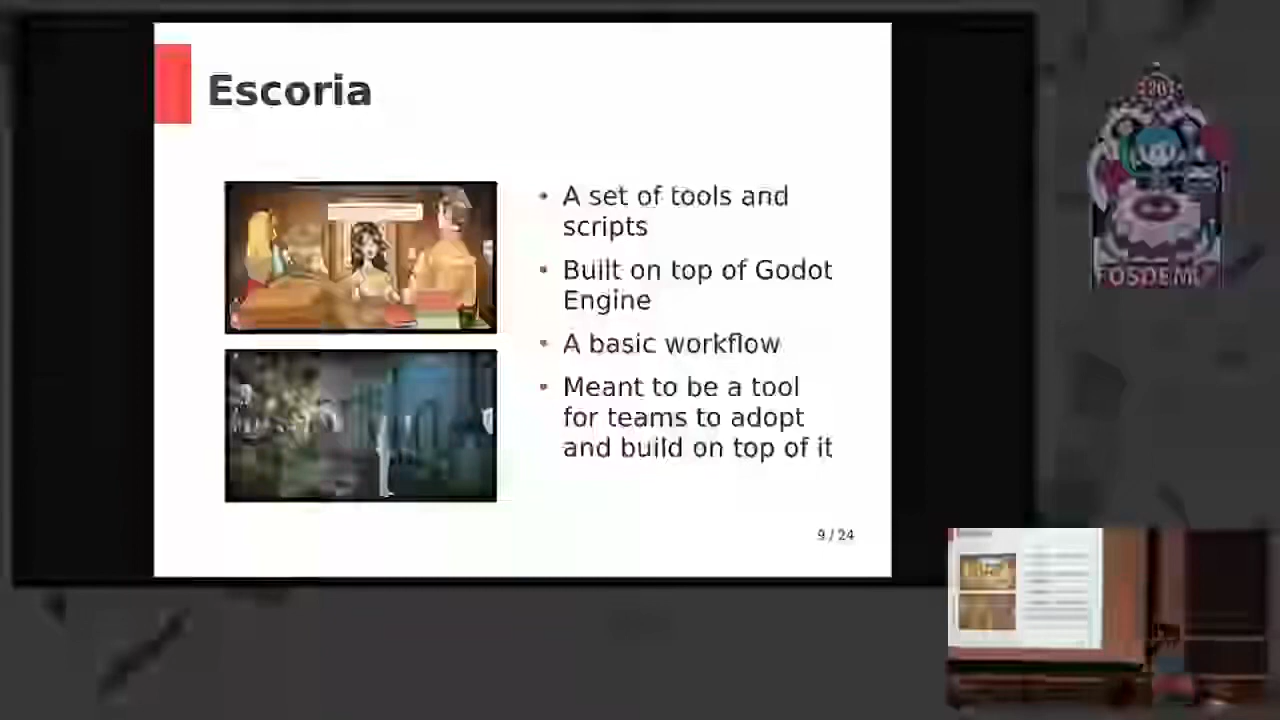 Escoria
• A set of tools and
scripts
• Built on top of Godot
Engine
• A basic workflow
• Meant to be a tool
for teams to adopt
and build on top of it
9 / 24
FOSDEM